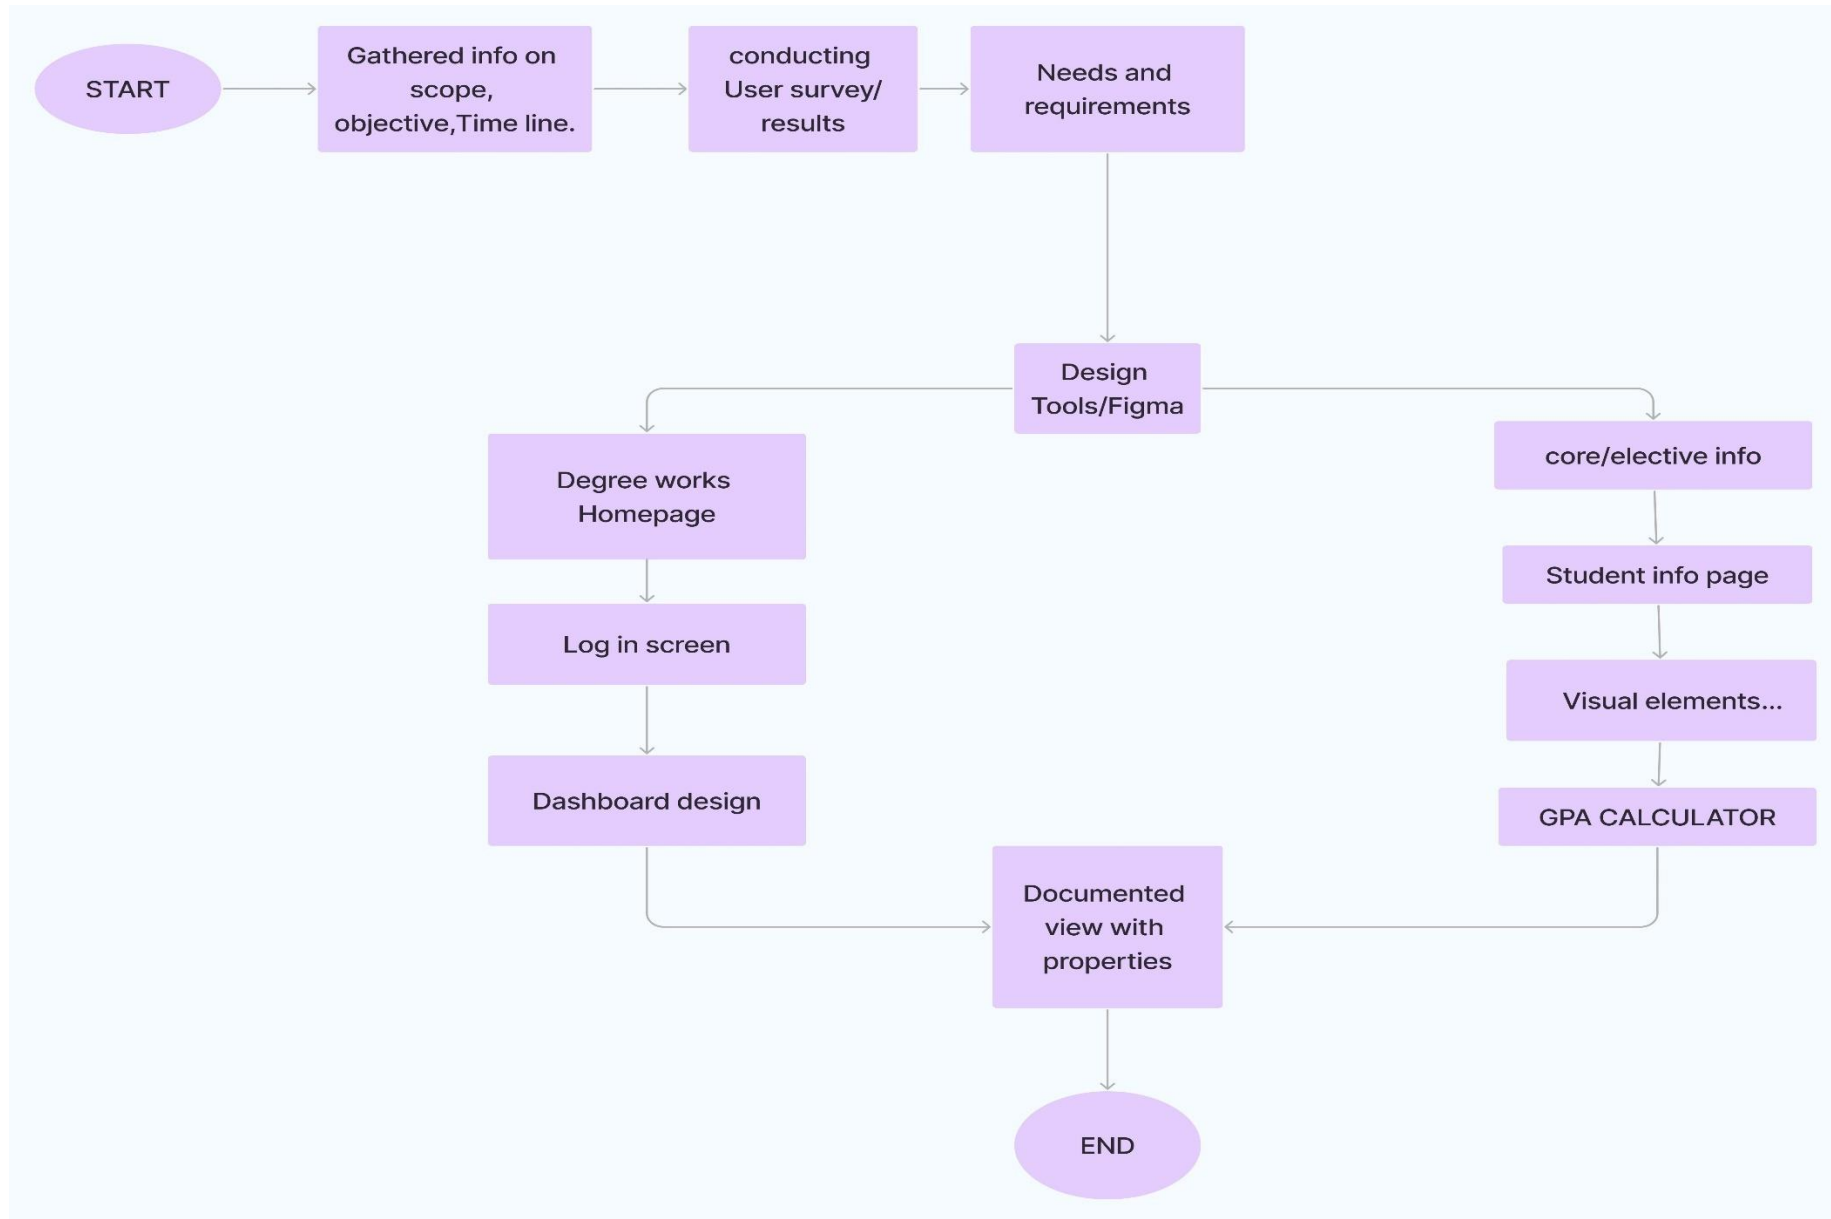 START
Gathered info on
scope,
objective,Time line.
conducting
User survey/
results
Needs and
requirements
Design
Tools/Figma
Degree works
Homepage
Log in screen
Dashboard design
core/elective info
Student info page
Visual elements...
GPA CALCULATOR
Documented
view with
properties
END